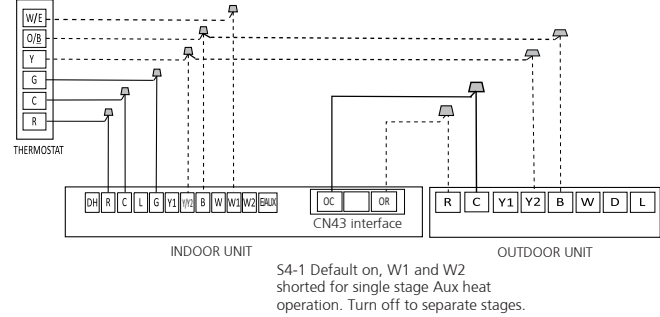 W/E
O/B
Y
G
C
R
THERMOSTAT
DH R C L G Y1 Y/Y2 B W W1 W2 E/AUX
OC OR
CN43 interface
R C Y1 Y2 B W D L
INDOOR UNIT
OUTDOOR UNIT
S4-1 Default on, W1 and W2
shorted for single stage Aux heat
operation. Turn off to separate stages.